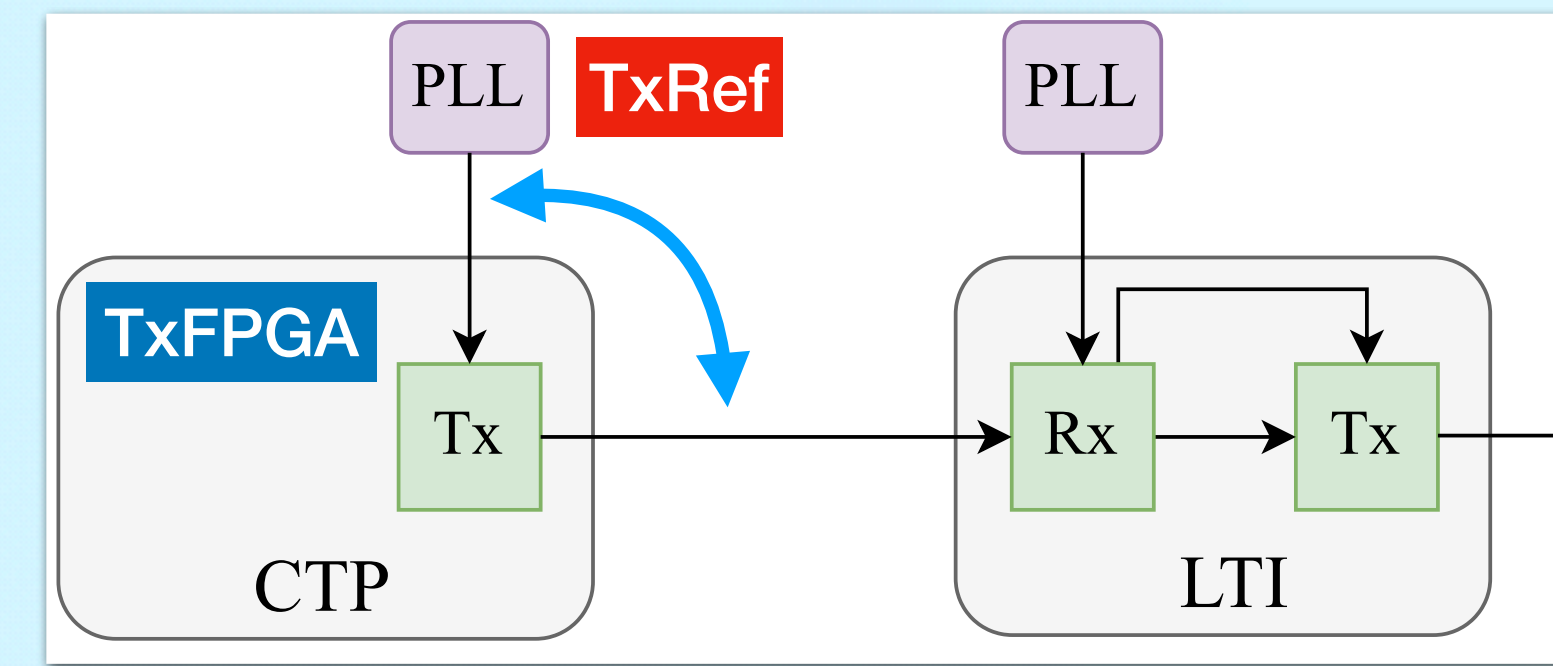 PLL
TxRef
PLL
TxFPGA
Tx
Rx
Tx
CTP
LTI